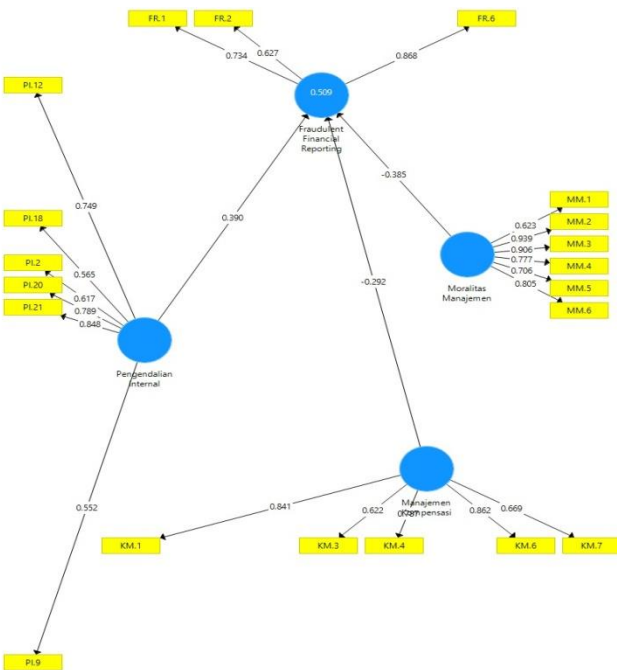 FR.1
FR.2
FR.6
0.734
0.627
0.868
PI.12
0.509
Fraudulent
Financial
Reporting
-0.385
0.749
MM.1
MM.2
MM.3
MM.4
MM.5
MM.6
0.623
0.939
0.906
0.777
0.706
0.805
PI.18
0.390
PI.2
PI.20
PI.21
0.565
0.617
0.789
0.848
-0.292
Moralitas
Manajemen
Pengendalian
Internal
Manajemen
Kompensasi
0.552
0.841
0.622
0.862
0.669
KM.1
KM.3
KM.4
KM.6
KM.7
PI.9